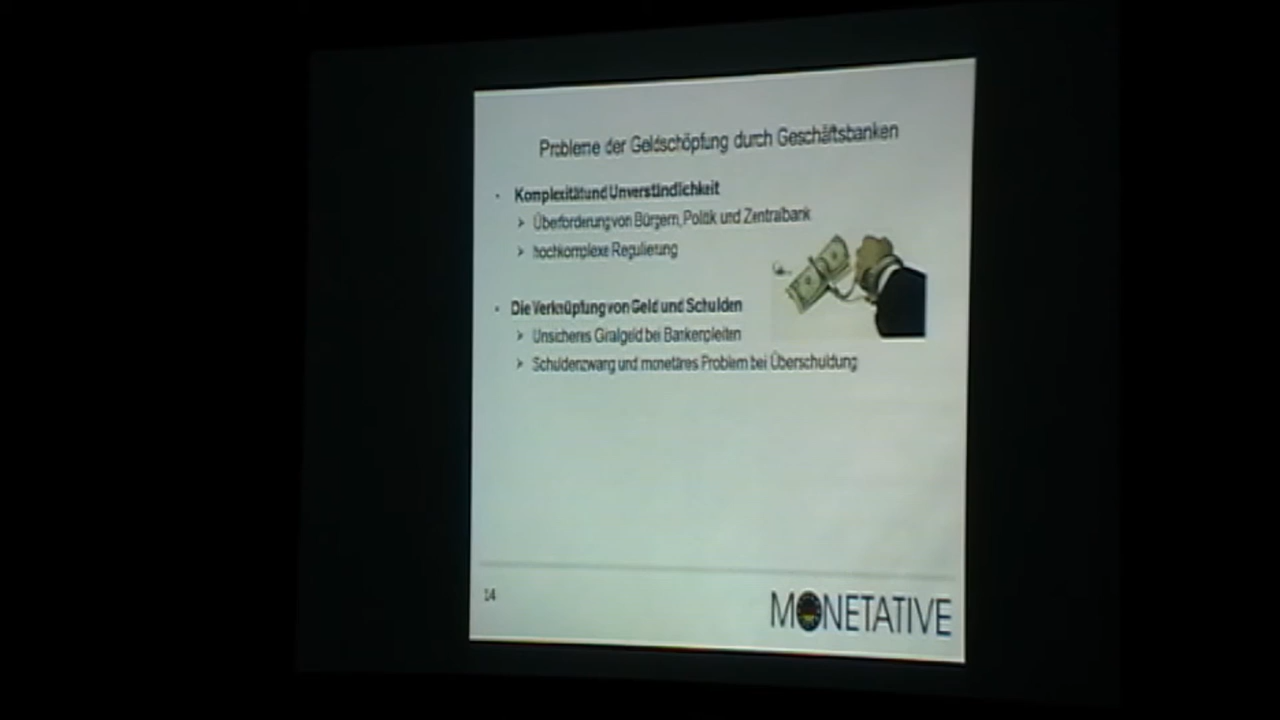 Probleme der Geldschöpfung durch Geschäftsbanken
• Komplexität und Unverständlichkeit
➢ Überforderung von Bürgern, Politik und Zentralbank
➢ hochkomplexe Regulierung
• Die Verknüpfung von Geld und Schulden
➢ Unsicheres Giralgeld bei Bankenpleiten
➢ Schuldenzwang und monetäres Problem bei Überschuldung
14
MONETATIVE